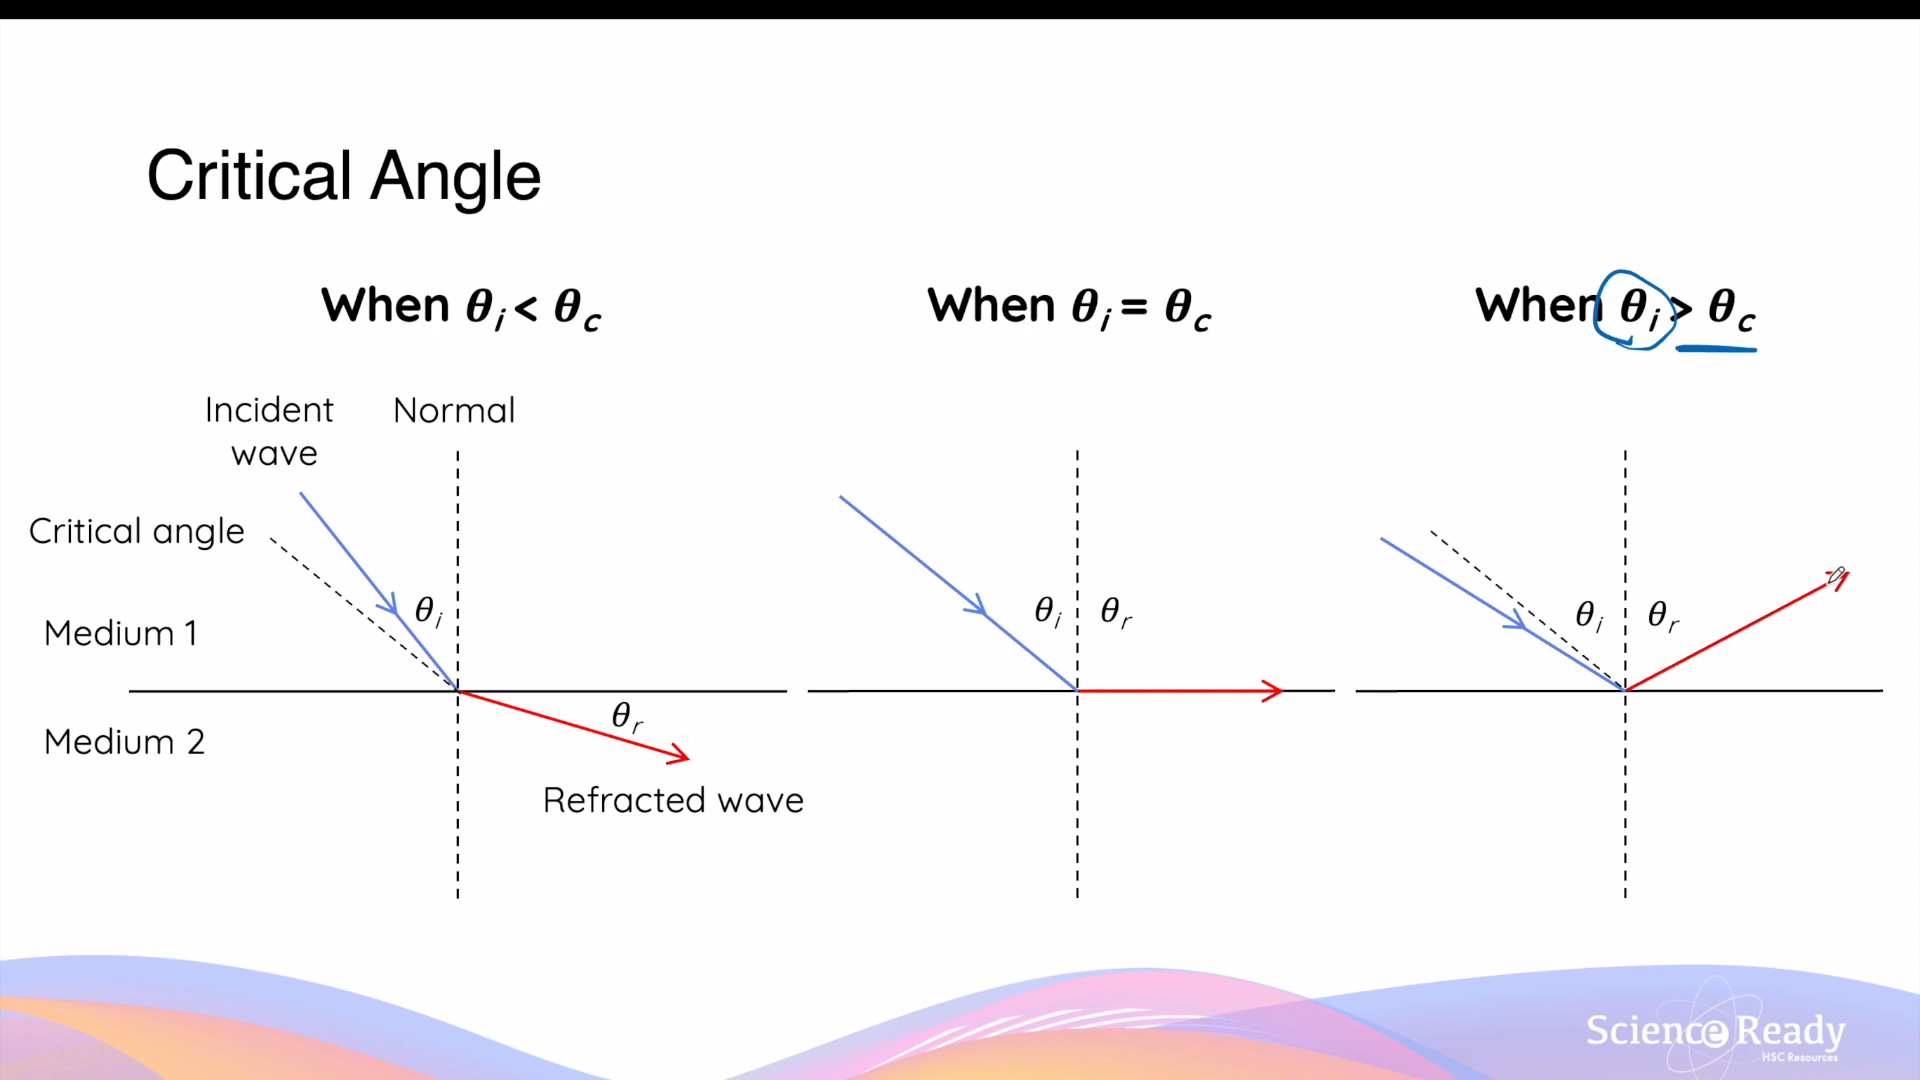 Critical Angle
When θi < θc
When θi = θc
When θi > θc
Incident
wave
Normal
Critical angle
θi
θi
θr
θi
θr
Medium 1
θr
Medium 2
Refracted wave
Science Ready
HSC Resources